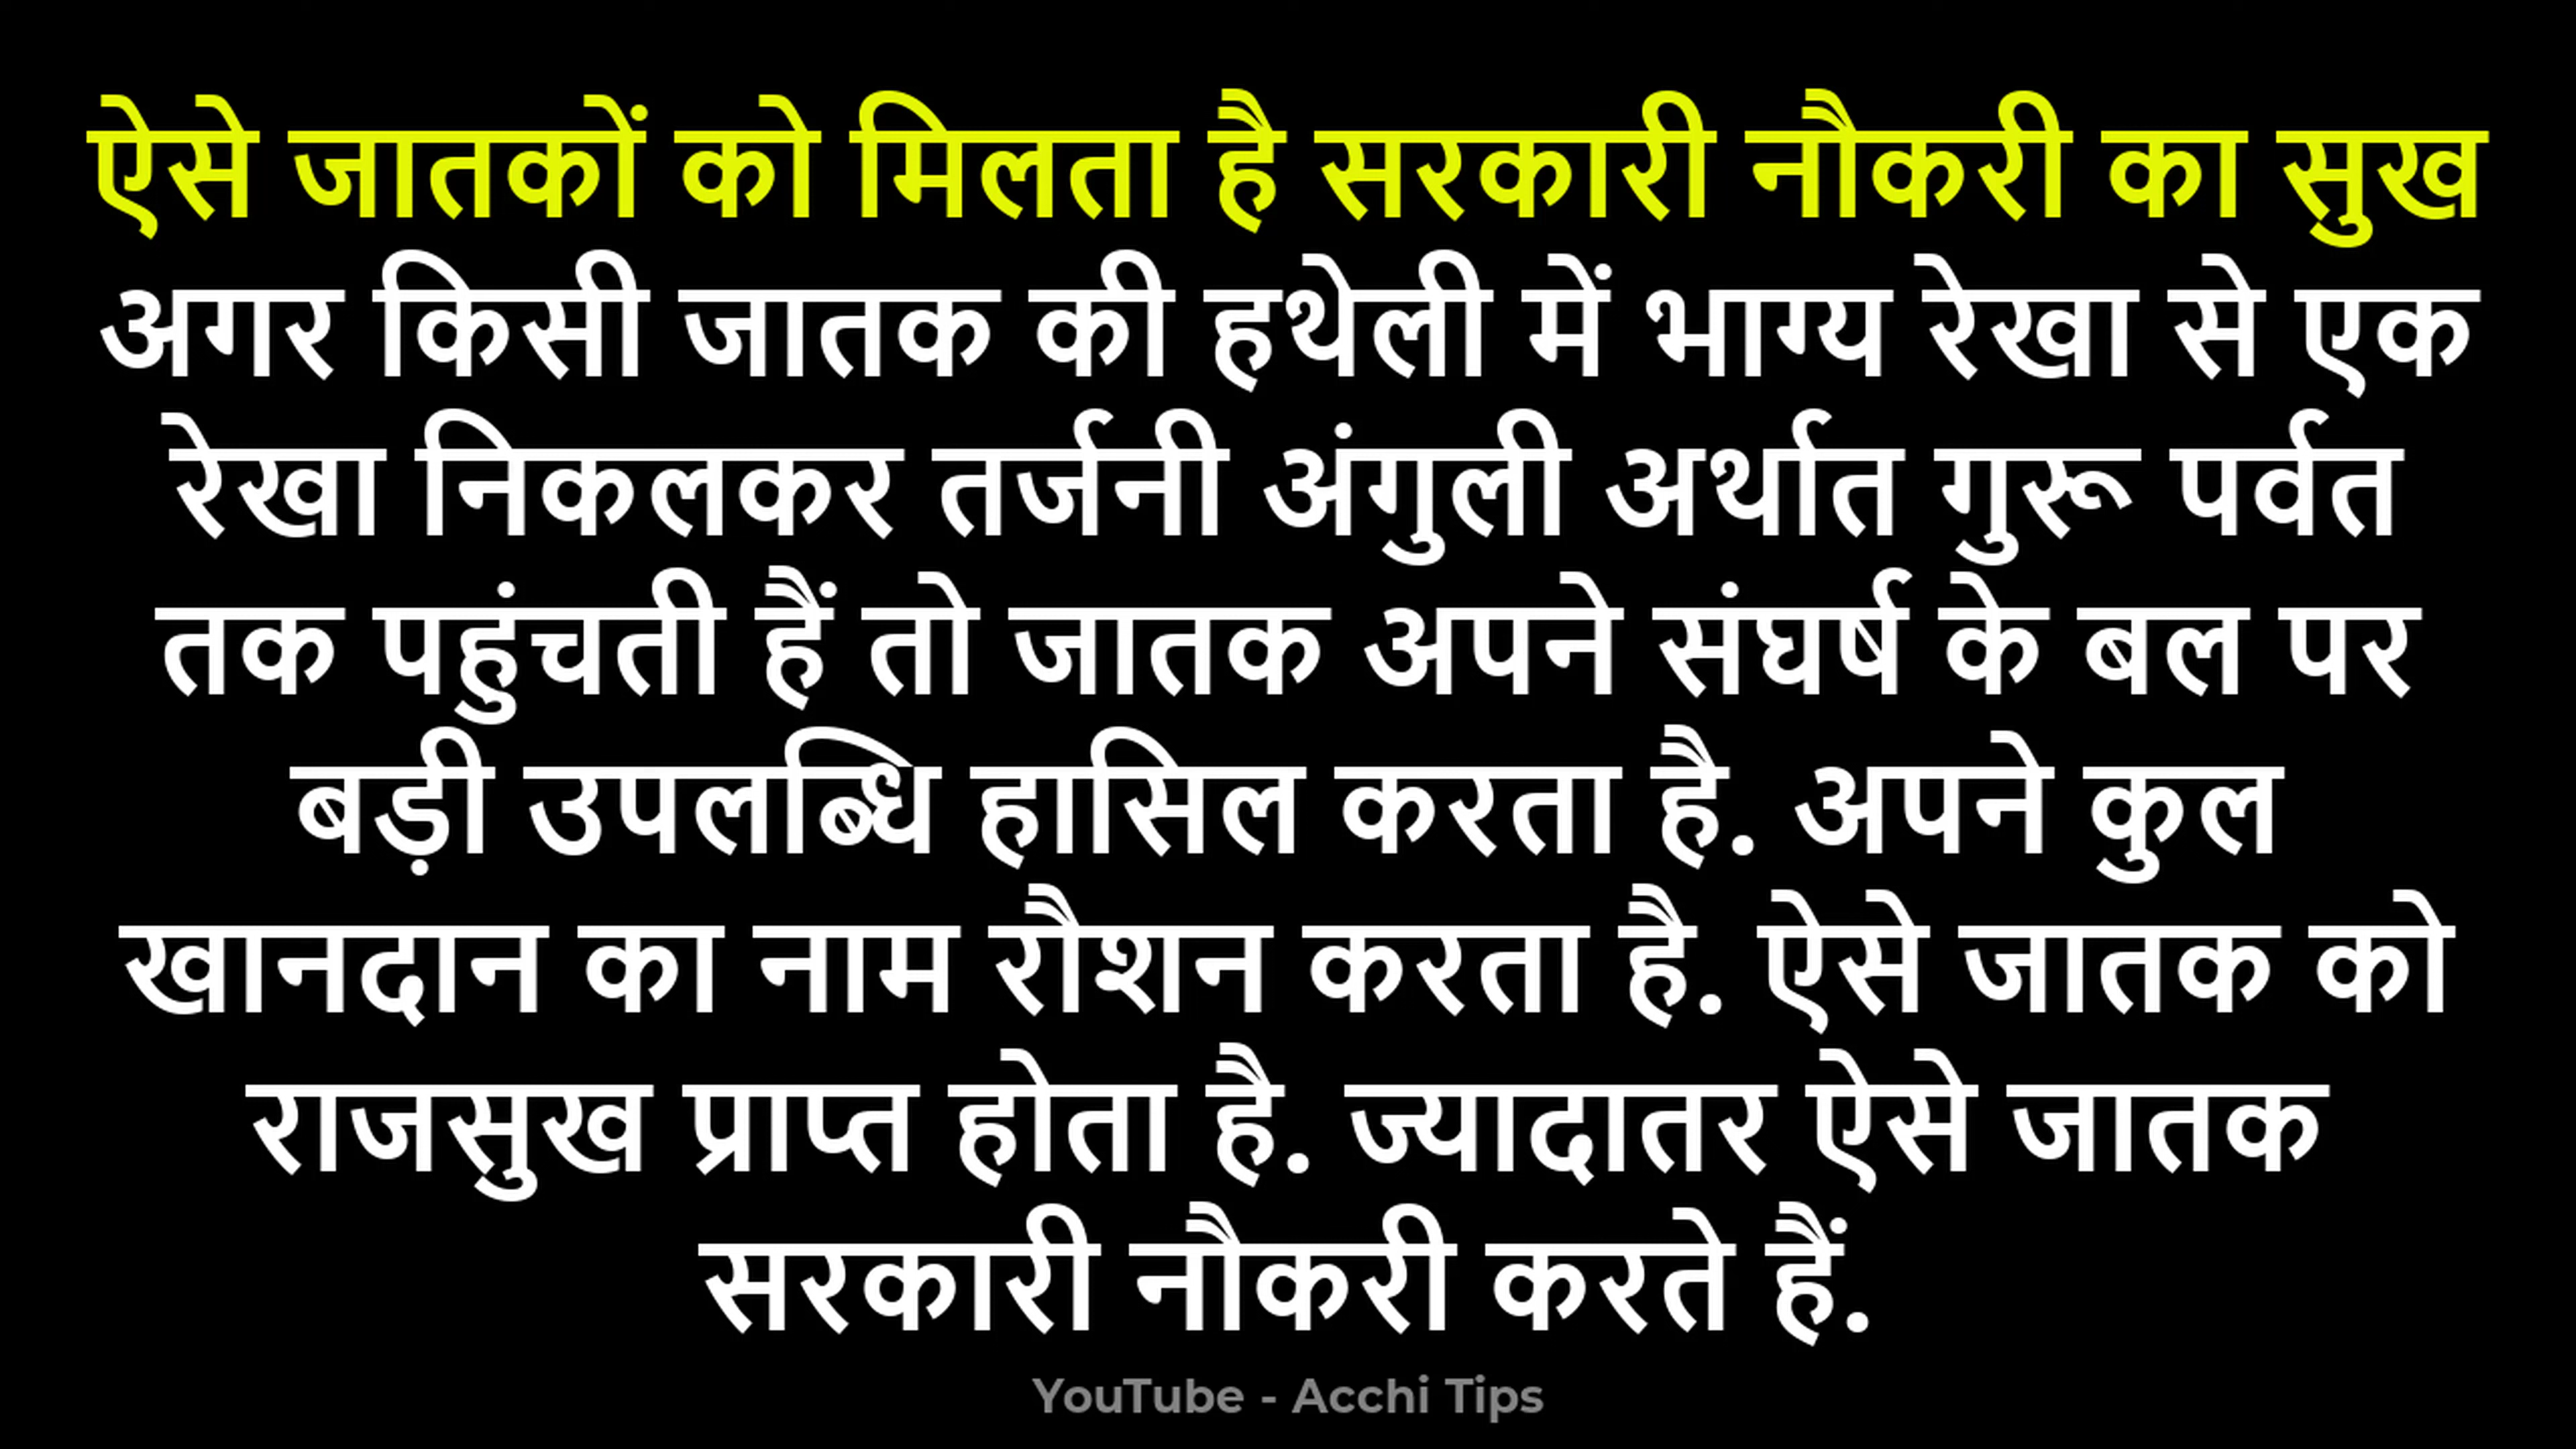 ऐसे जातकों को मिलता है सरकारी नौकरी का सुख
अगर किसी जातक की हथेली में भाग्य रेखा से एक
रेखा निकलकर तर्जनी अंगुली अर्थात गुरू पर्वत
तक पहुंचती हैं तो जातक अपने संघर्ष के बल पर
बड़ी उपलब्धि हासिल करता है. अपने कुल
खानदान का नाम रौशन करता है. ऐसे जातक को
राजसुख प्राप्त होता है. ज्यादातर ऐसे जातक
सरकारी नौकरी करते हैं.
YouTube - Acchi Tips